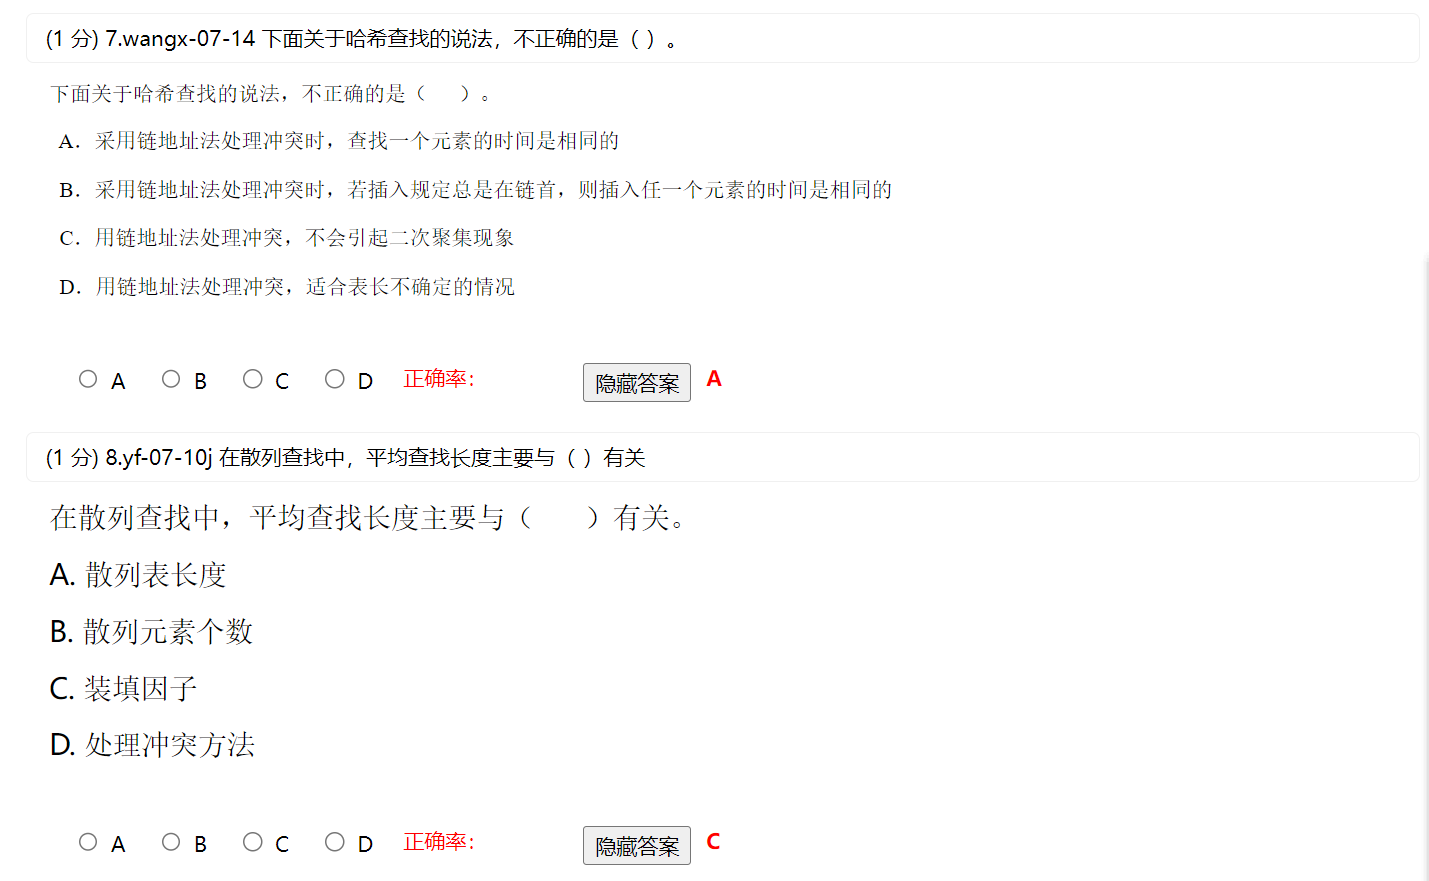 (1 分) 7.wangx-07-14 下面关于哈希查找的说法，不正确的是（ ）。
下面关于哈希查找的说法，不正确的是（　　）。
A．采用链地址法处理冲突时，查找一个元素的时间是相同的
B．采用链地址法处理冲突时，若插入规定总是在链首，则插入任一个元素的时间是相同的
C．用链地址法处理冲突，不会引起二次聚集现象
D．用链地址法处理冲突，适合表长不确定的情况
A B C D 正确率： 隐藏答案 A
(1 分) 8.yf-07-10j 在散列查找中，平均查找长度主要与（ ）有关
在散列查找中，平均查找长度主要与（　　）有关。
A. 散列表长度
B. 散列元素个数
C. 装填因子
D. 处理冲突方法
A B C D 正确率： 隐藏答案 C